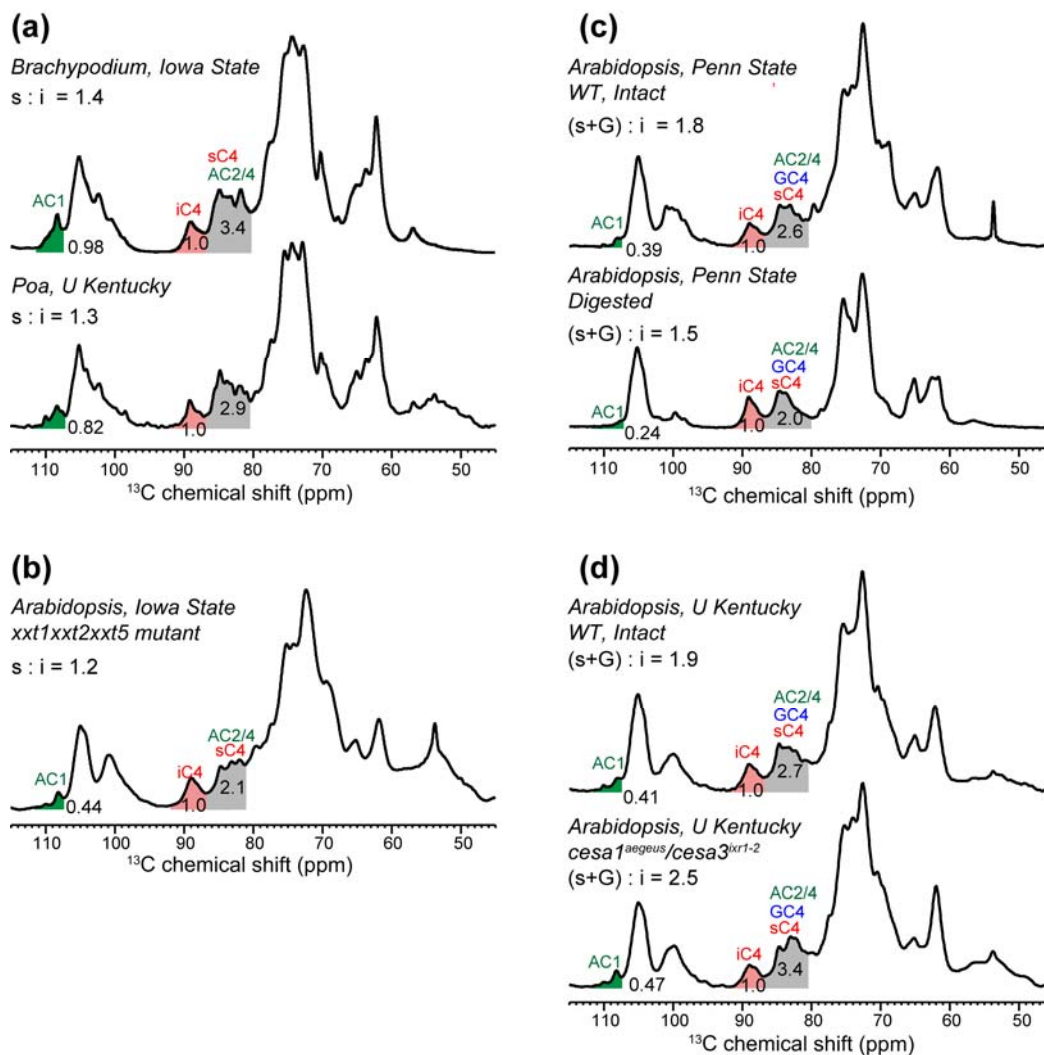 (a)
Brachypodium, Iowa State
s : i = 1.4
sC4
AC2/4
AC1
iC4
0.98
1.0
3.4
Poa, U Kentucky
s : i = 1.3
0.82
1.0
2.9
110 100 90 80 70 60 50
13C chemical shift (ppm)
(b)
Arabidopsis, Iowa State
xxt1xxt2xxt5 mutant
s : i = 1.2
AC2/4
sC4
iC4
AC1
0.44
1.0
2.1
110 100 90 80 70 60 50
13C chemical shift (ppm)
(c)
Arabidopsis, Penn State
WT, Intact
(s+G) : i = 1.8
AC2/4
GC4
sC4
iC4
AC1
0.39
1.0
2.6
Arabidopsis, Penn State
Digested
(s+G) : i = 1.5
AC2/4
GC4
sC4
iC4
AC1
0.24
1.0
2.0
110 100 90 80 70 60 50
13C chemical shift (ppm)
(d)
Arabidopsis, U Kentucky
WT, Intact
(s+G) : i = 1.9
AC2/4
GC4
sC4
iC4
AC1
0.41
1.0
2.7
Arabidopsis, U Kentucky
cesa1aegeus/cesa3ixr1-2
(s+G) : i = 2.5
AC2/4
GC4
sC4
iC4
AC1
0.47
1.0
3.4
110 100 90 80 70 60 50
13C chemical shift (ppm)